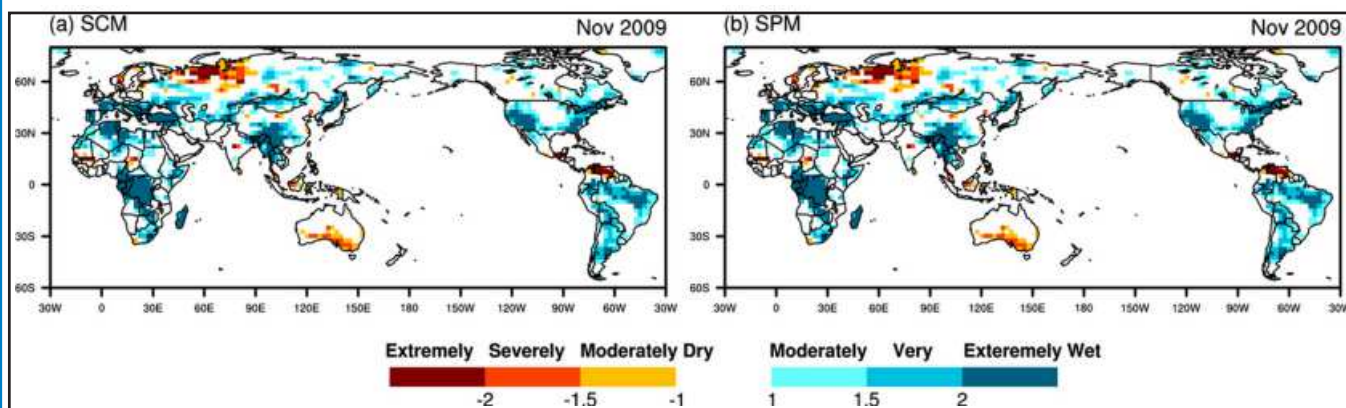 (a) SCM Nov 2009 (b) SPM Nov 2009
60N 60N
30N 30N
0 0
30S 30S
60S 60S
30W 0 30E 60E 90E 120E 150E 180E 150W 120W 90W 60W 30W 30W 0 30E 60E 90E 120E 150E 180E 150W 120W 90W 60W 30W
Extremely Severely Moderately Dry Moderately Very Exteremely Wet
-2 -1.5 -1 1 1.5 2